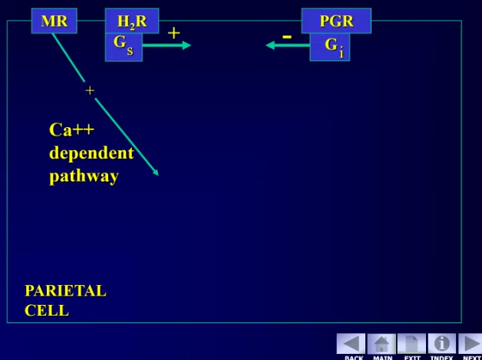 MR
H2R
PGR
Gs
+
-
Gi
+
Ca++
dependent
pathway
PARIETAL
CELL
BACK MAIN EXIT INDEX NEXT